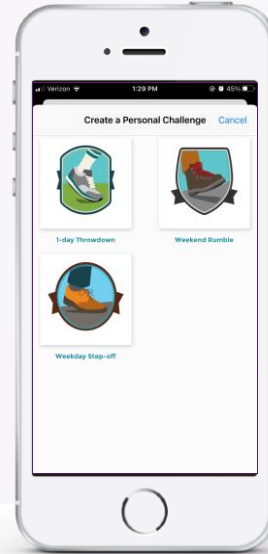 Verizon 1:29 PM 45%
Create a Personal Challenge Cancel
1-day Throwdown Weekend Rumble
Weekday Step-off